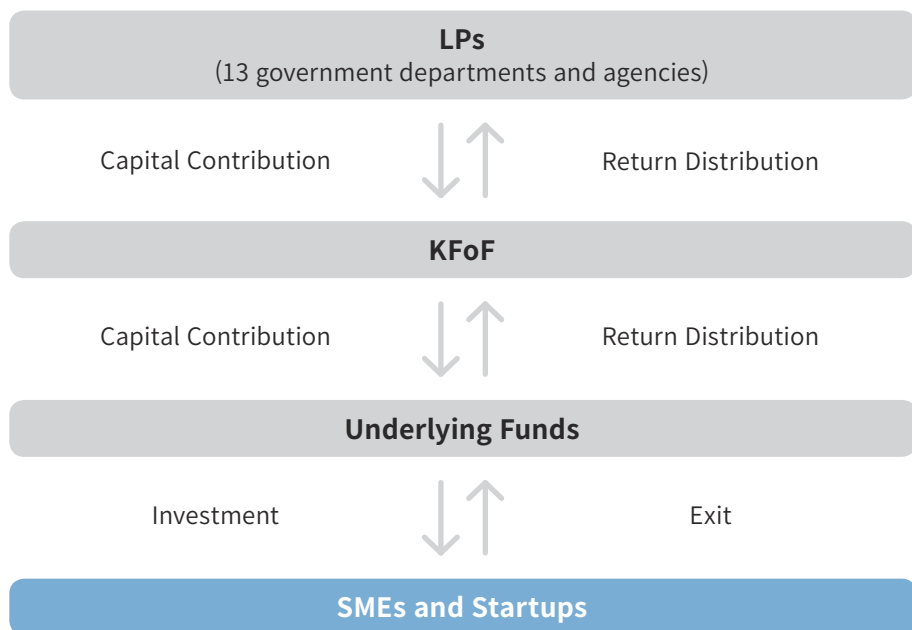 LPs
(13 government departments and agencies)
Capital Contribution
Return Distribution
KFoF
Capital Contribution
Return Distribution
Underlying Funds
Investment
Exit
SMEs and Startups